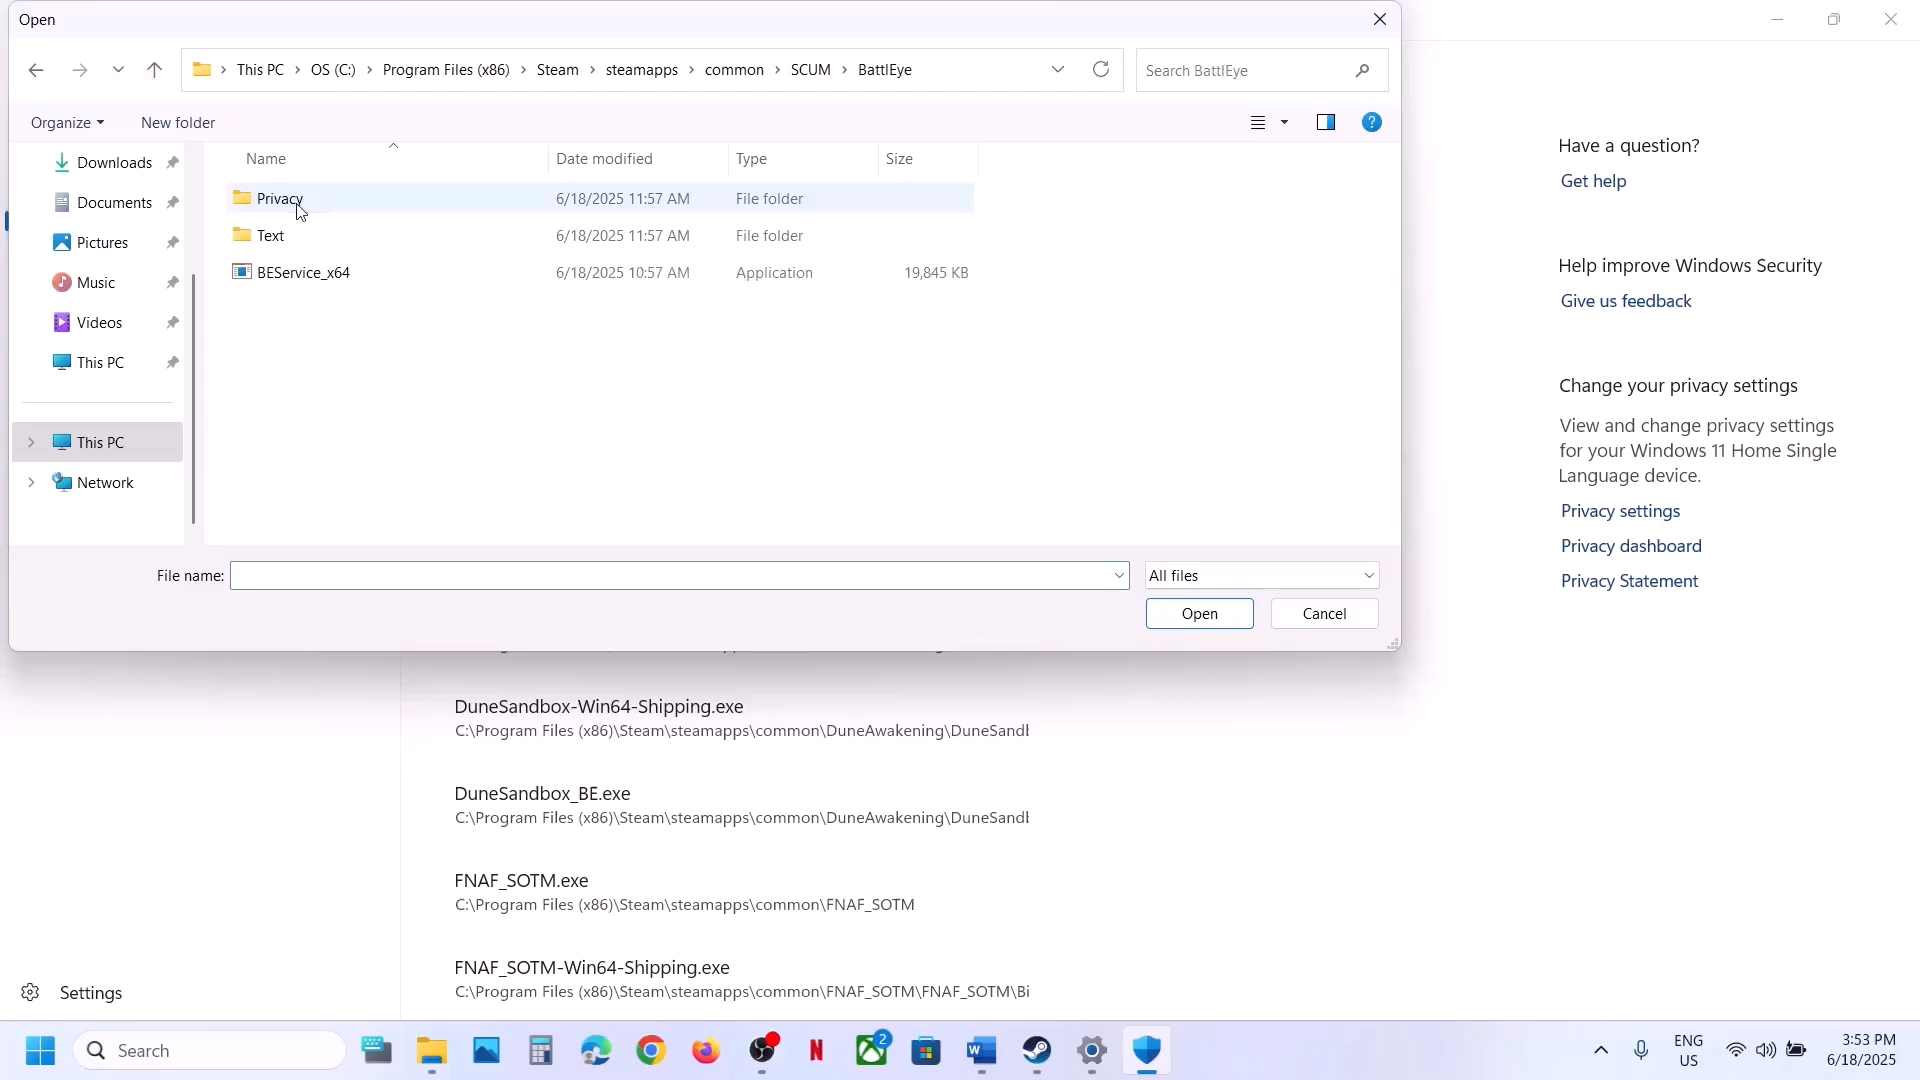 Open
This PC > OS (C:) > Program Files (x86) > Steam > steamapps > common > SCUM > BattlEye
Search BattlEye
Organize
New folder
?
Name
Date modified
Type
Size
Downloads
Documents
Pictures
Music
Videos
This PC
This PC
Network
Privacy 6/18/2025 11:57 AM File folder
Text 6/18/2025 11:57 AM File folder
BEService_x64 6/18/2025 10:57 AM Application 19,845 KB
File name:
All files
Open
Cancel
DuneSandbox-Win64-Shipping.exe
C:\Program Files (x86)\Steam\steamapps\common\DuneAwakening\DuneSandl
DuneSandbox_BE.exe
C:\Program Files (x86)\Steam\steamapps\common\DuneAwakening\DuneSandl
FNAF_SOTM.exe
C:\Program Files (x86)\Steam\steamapps\common\FNAF_SOTM
FNAF_SOTM-Win64-Shipping.exe
C:\Program Files (x86)\Steam\steamapps\common\FNAF_SOTM\FNAF_SOTM\Bi
Settings
Have a question?
Get help
Help improve Windows Security
Give us feedback
Change your privacy settings
View and change privacy settings
for your Windows 11 Home Single
Language device.
Privacy settings
Privacy dashboard
Privacy Statement
Search
2
ENG
US
3:53 PM
6/18/2025